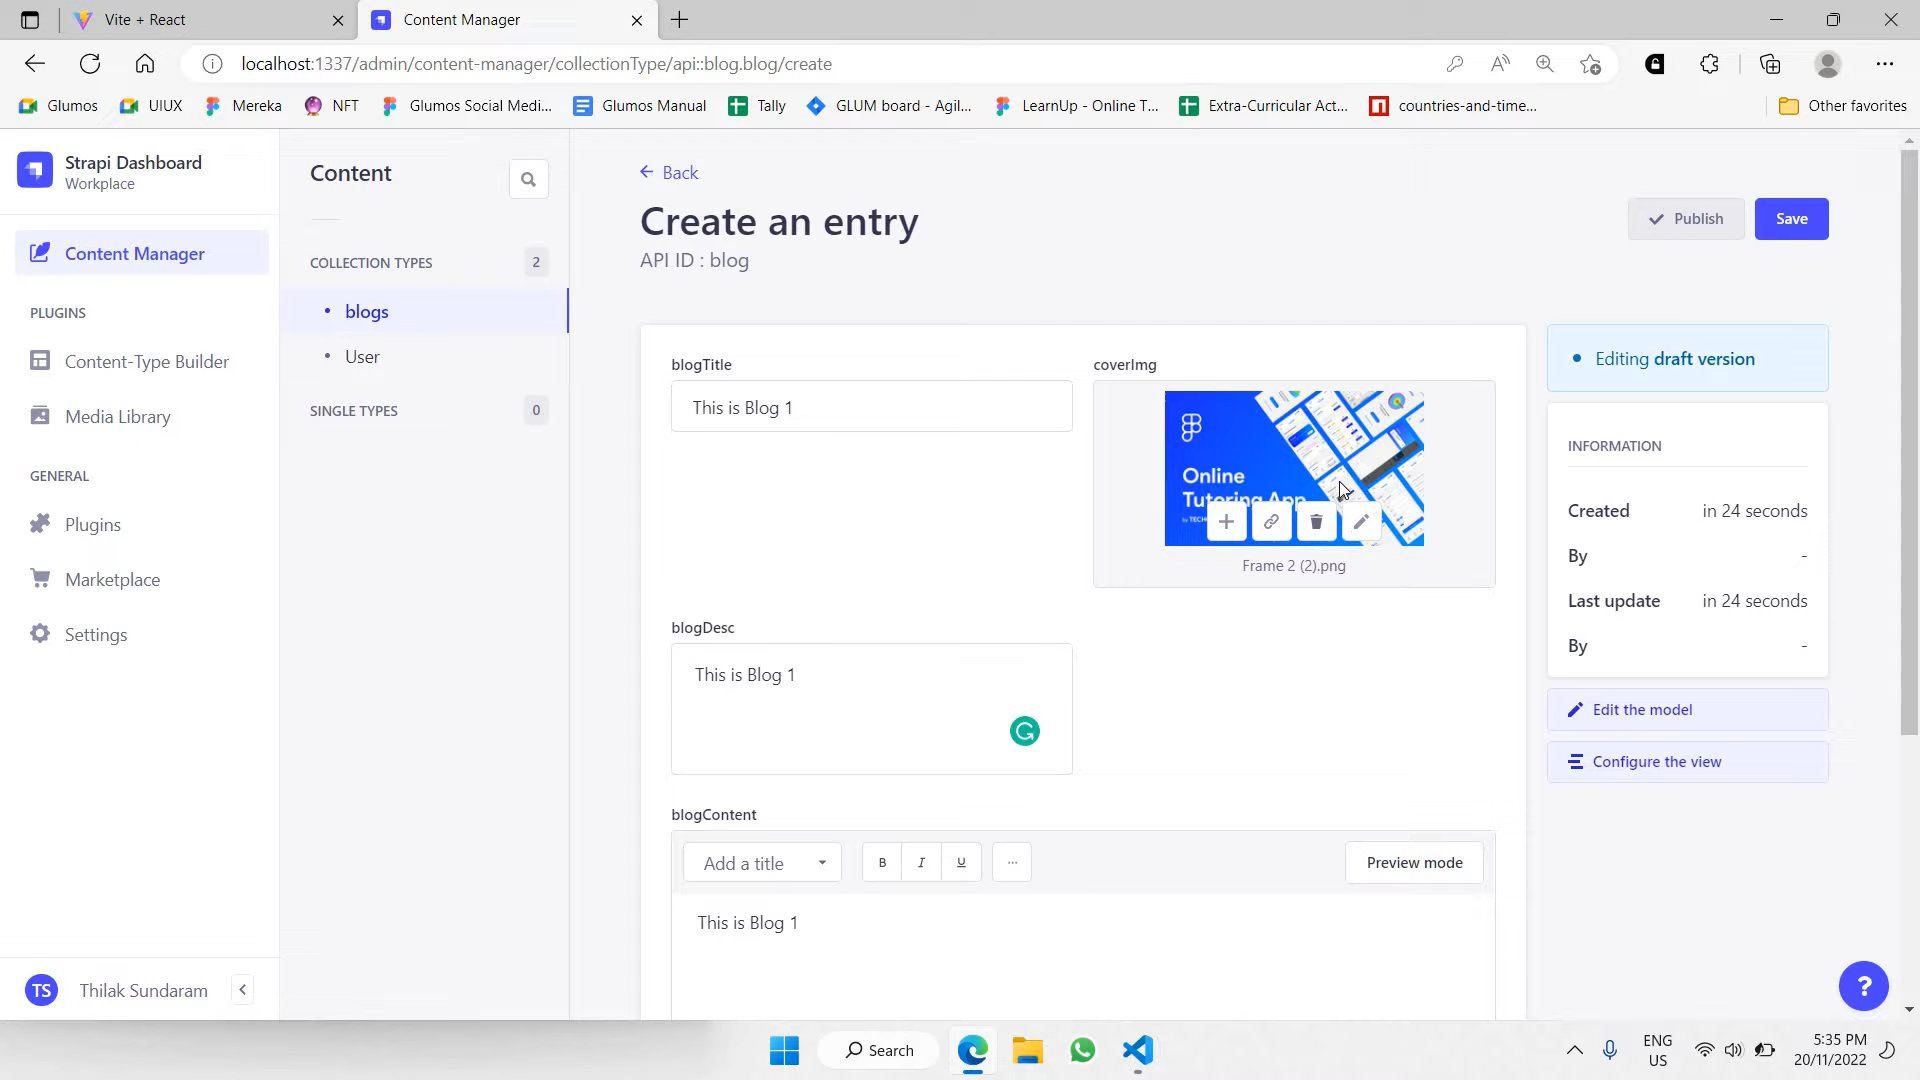 Vite + React
Content Manager
localhost:1337/admin/content-manager/collectionType/api::blog.blog/create
Glumos
UIUX
Mereka
NFT
Glumos Social Medi...
Glumos Manual
Tally
GLUM board - Agil...
LearnUp - Online T...
Extra-Curricular Act...
countries-and-time...
Other favorites
Strapi Dashboard
Workplace
Content Manager
PLUGINS
Content-Type Builder
Media Library
GENERAL
Plugins
Marketplace
Settings
TS Thilak Sundaram
Content
COLLECTION TYPES 2
blogs
User
SINGLE TYPES 0
Back
Create an entry
API ID : blog
Publish
Save
blogTitle
This is Blog 1
coverImg
Online
Tutoring App
by TECH
Frame 2 (2).png
blogDesc
This is Blog 1
blogContent
Add a title
B I U ...
Preview mode
This is Blog 1
Editing draft version
INFORMATION
Created in 24 seconds
By -
Last update in 24 seconds
By -
Edit the model
Configure the view
?
Search
ENG
US
5:35 PM
20/11/2022